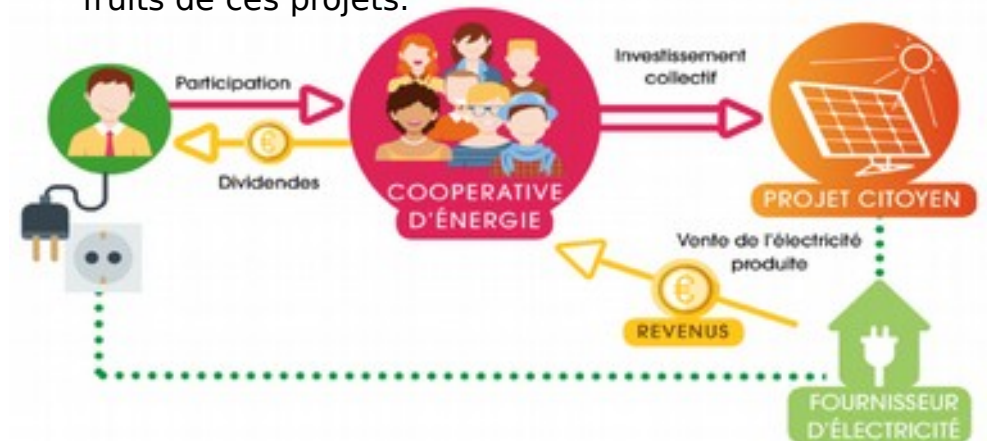 fruits de ces projets.
Participation
Dividendes
COOPERATIVE
D'ÉNERGIE
Investissement
collectif
PROJET CITOYEN
Vente de l'électricité
produite
REVENUS
FOURNISSEUR
D'ÉLECTRICITÉ